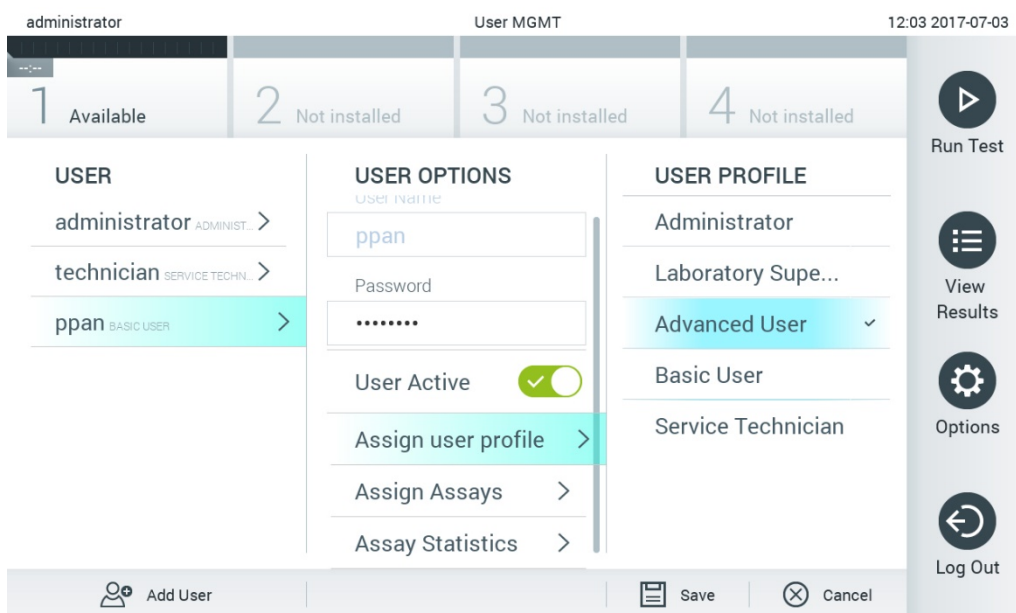 administrator
User MGMT
12:03 2017-07-03
--:--
1 Available
2 Not installed
3 Not installed
4 Not installed
Run Test
USER
administrator ADMINIST...
technician SERVICE TECHN...
ppan BASIC USER
USER OPTIONS
User Name
ppan
Password
••••••••
User Active
Assign user profile
Assign Assays
Assay Statistics
USER PROFILE
Administrator
Laboratory Supe...
Advanced User
Basic User
Service Technician
View
Results
Options
Log Out
Add User
Save
Cancel